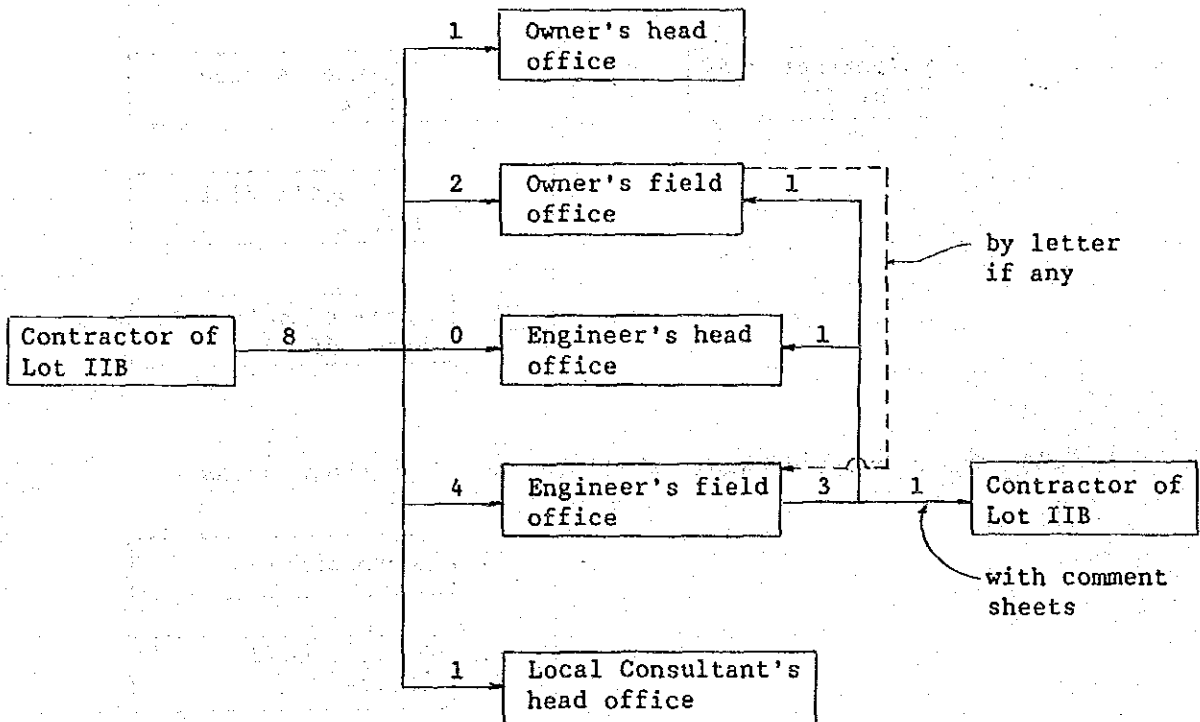 1
Owner's head
office
2
Owner's field
office
1
by letter
if any
Contractor of
Lot IIB
8
0
Engineer's head
office
1
4
Engineer's field
office
3
1
Contractor of
Lot IIB
with comment
sheets
1
Local Consultant's
head office